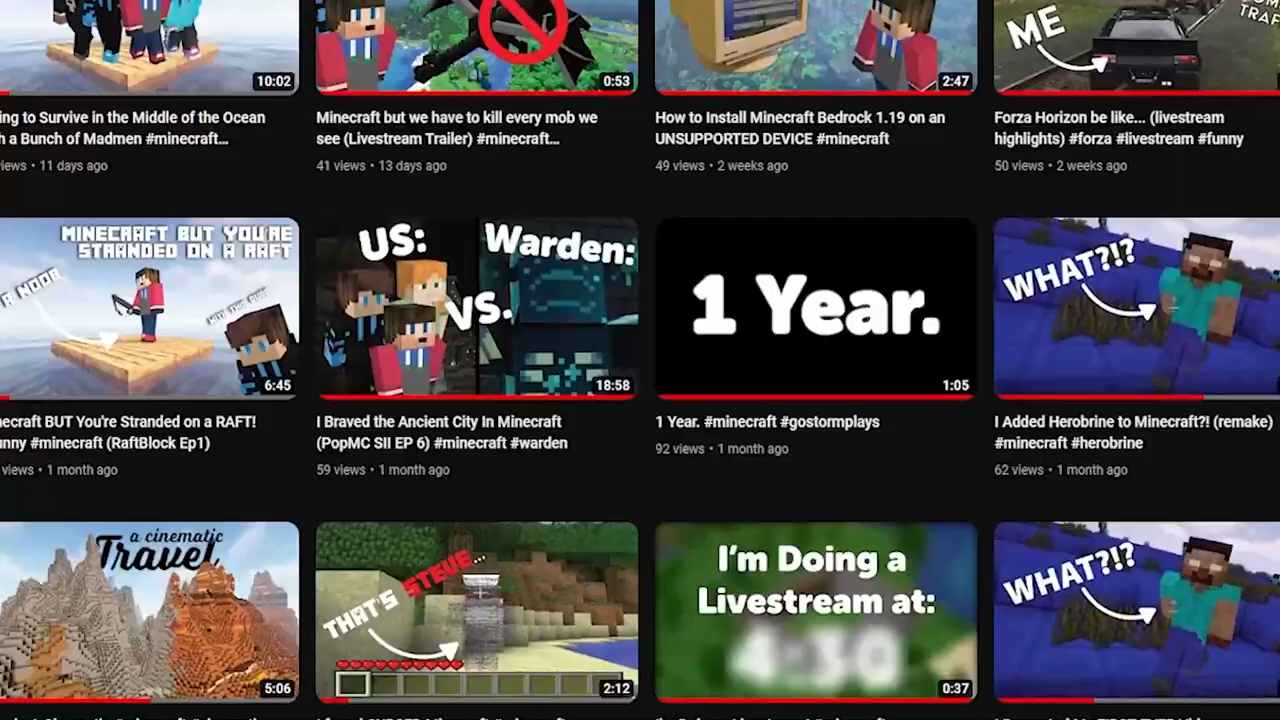 ME
10:02
0:53
2:47
ing to Survive in the Middle of the Ocean
h a Bunch of Madmen #minecraft...
iews • 11 days ago
Minecraft but we have to kill every mob we
see (Livestream Trailer) #minecraft...
41 views • 13 days ago
How to Install Minecraft Bedrock 1.19 on an
UNSUPPORTED DEVICE #minecraft
49 views • 2 weeks ago
Forza Horizon be like... (livestream
highlights) #forza #livestream #funny
50 views • 2 weeks ago
MINECRAFT BUT YOU'RE
STRANDED ON A RAFT
A NOOB
6:45
US:
VS.
Warden:
18:58
1 Year.
1:05
WHAT?!?
necraft BUT You're Stranded on a RAFT!
unny #minecraft (RaftBlock Ep1)
views • 1 month ago
I Braved the Ancient City In Minecraft
(PopMC SII EP 6) #minecraft #warden
59 views • 1 month ago
1 Year. #minecraft #gostormplays
92 views • 1 month ago
I Added Herobrine to Minecraft?! (remake)
#minecraft #herobrine
62 views • 1 month ago
a cinematic
Travel
5:06
THAT'S STEVE...
2:12
I'm Doing a
Livestream at:
4:30
0:37
WHAT?!?